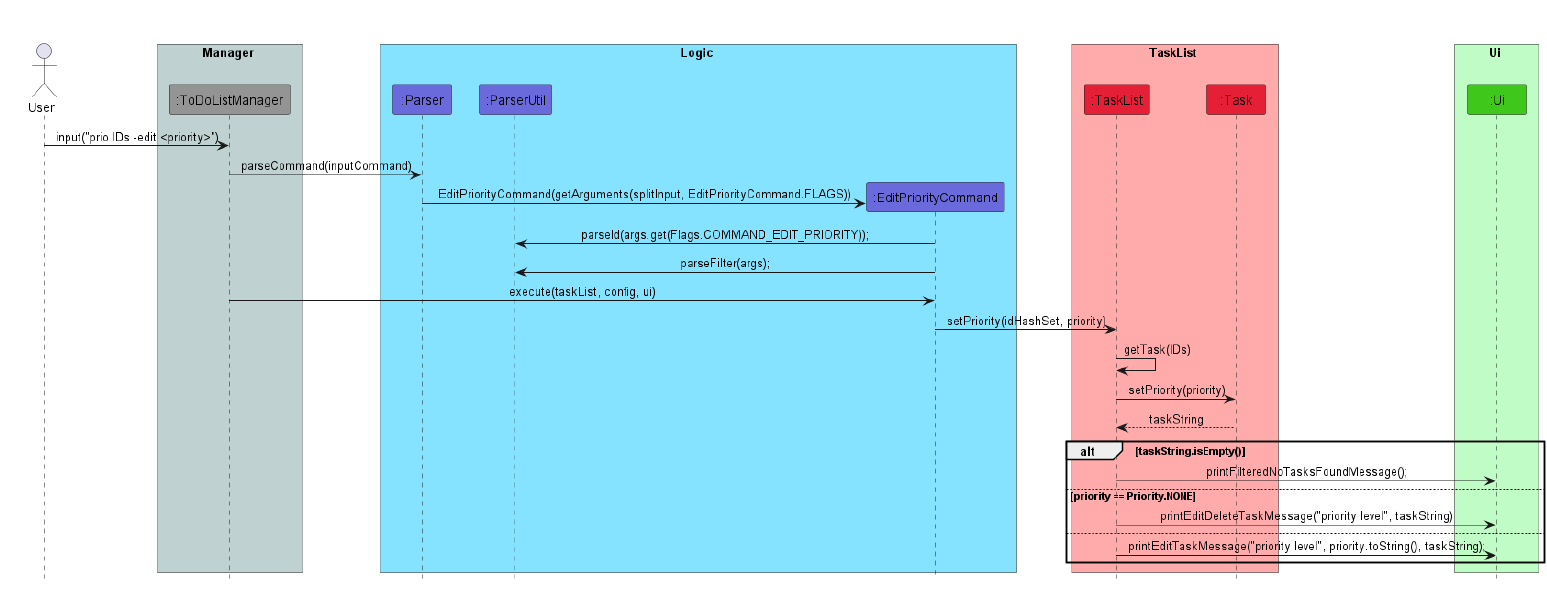 Manager
Logic
TaskList
Ui
User
:ToDoListManager
:Parser
:ParserUtil
:TaskList
:Task
:Ui
input("prio IDs -edit <priority>")
parseCommand(inputCommand)
EditPriorityCommand(getArguments(splitInput, EditPriorityCommand.FLAGS))
:EditPriorityCommand
parseId(args.get(Flags.COMMAND_EDIT_PRIORITY));
parseFilter(args);
execute(taskList, config, ui)
setPriority(idHashSet, priority)
getTask(IDs)
setPriority(priority)
taskString
alt
[taskString.isEmpty()]
printFilteredNoTasksFoundMessage();
[priority == Priority.NONE]
printEditDeleteTaskMessage("priority level", taskString)
printEditTaskMessage("priority level", priority.toString(), taskString);